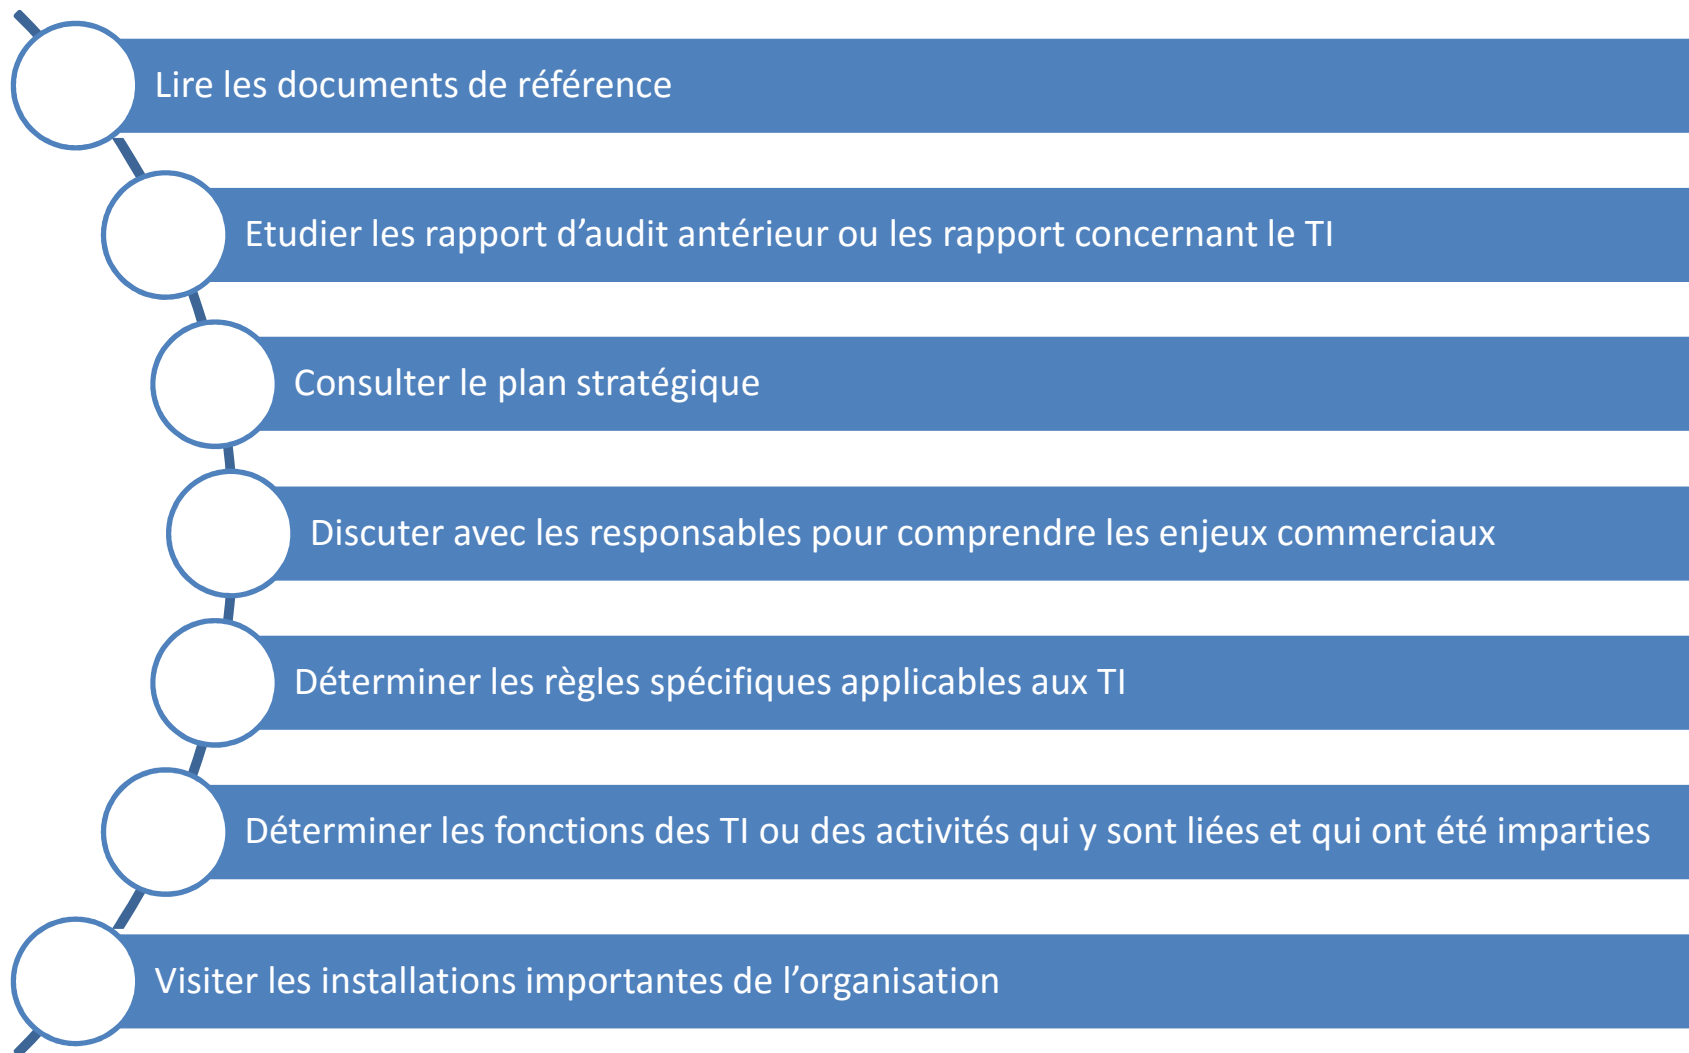 Lire les documents de référence
Etudier les rapport d’audit antérieur ou les rapport concernant le TI
Consulter le plan stratégique
Discuter avec les responsables pour comprendre les enjeux commerciaux
Déterminer les règles spécifiques applicables aux TI
Déterminer les fonctions des TI ou des activités qui y sont liées et qui ont été imparties
Visiter les installations importantes de l’organisation